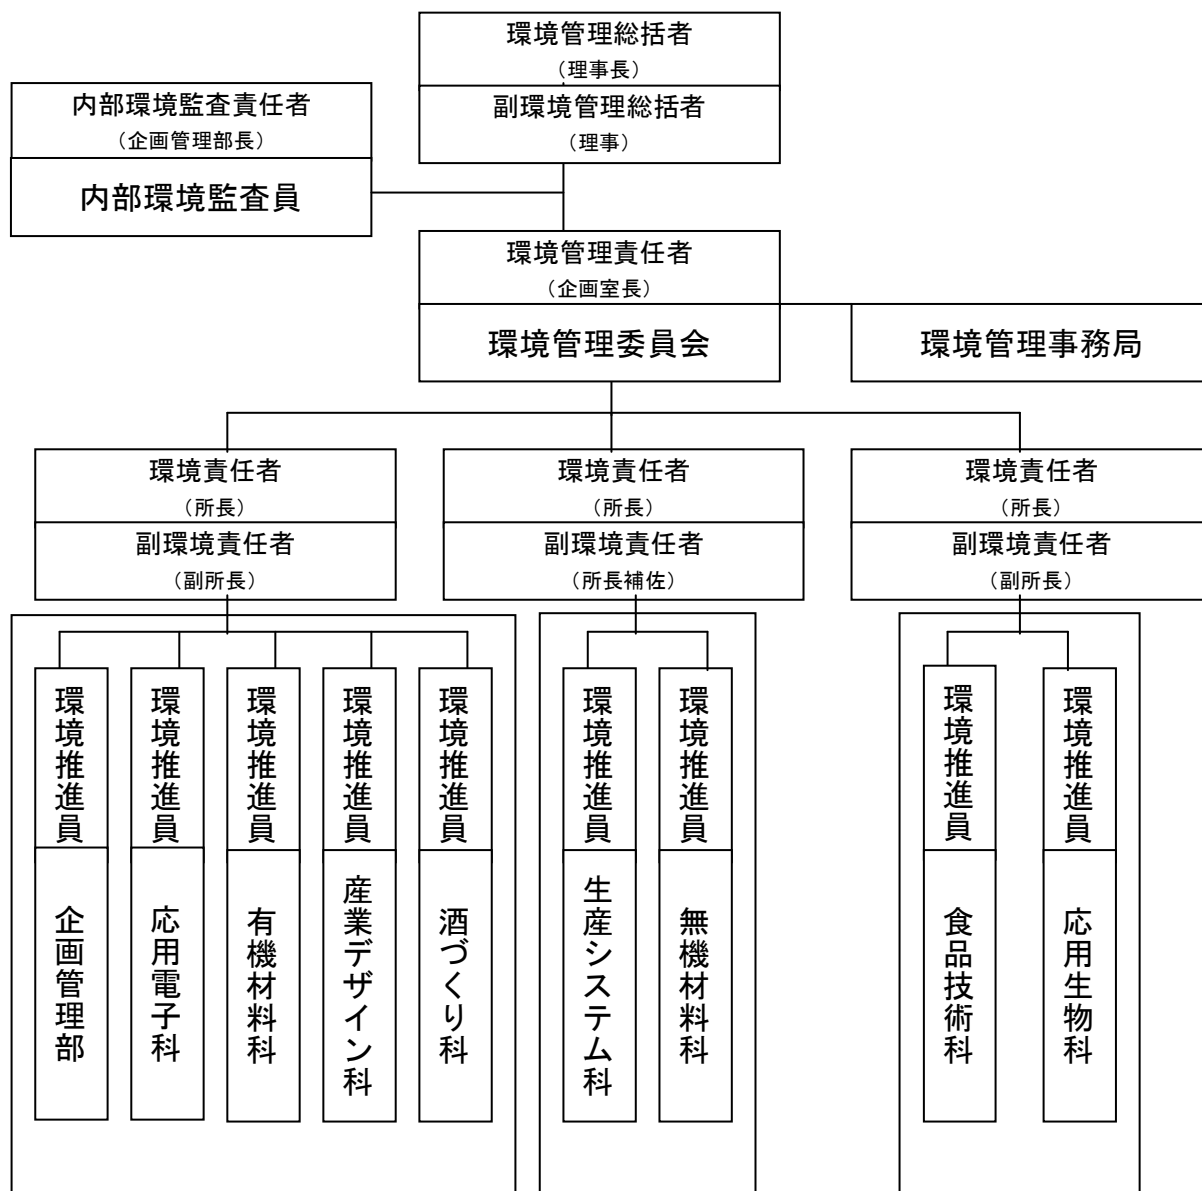 環境管理総括者
（理事長）
副環境管理総括者
（理事）
内部環境監査責任者
（企画管理部長）
内部環境監査員
環境管理責任者
（企画室長）
環境管理委員会
環境管理事務局
環境責任者
（所長）
副環境責任者
（副所長）
環境責任者
（所長）
副環境責任者
（所長補佐）
環境責任者
（所長）
副環境責任者
（副所長）
環境推進員
企画管理部
環境推進員
応用電子科
環境推進員
有機材料科
環境推進員
産業デザイン科
環境推進員
酒づくり科
環境推進員
生産システム科
環境推進員
無機材料科
環境推進員
食品技術科
環境推進員
応用生物科